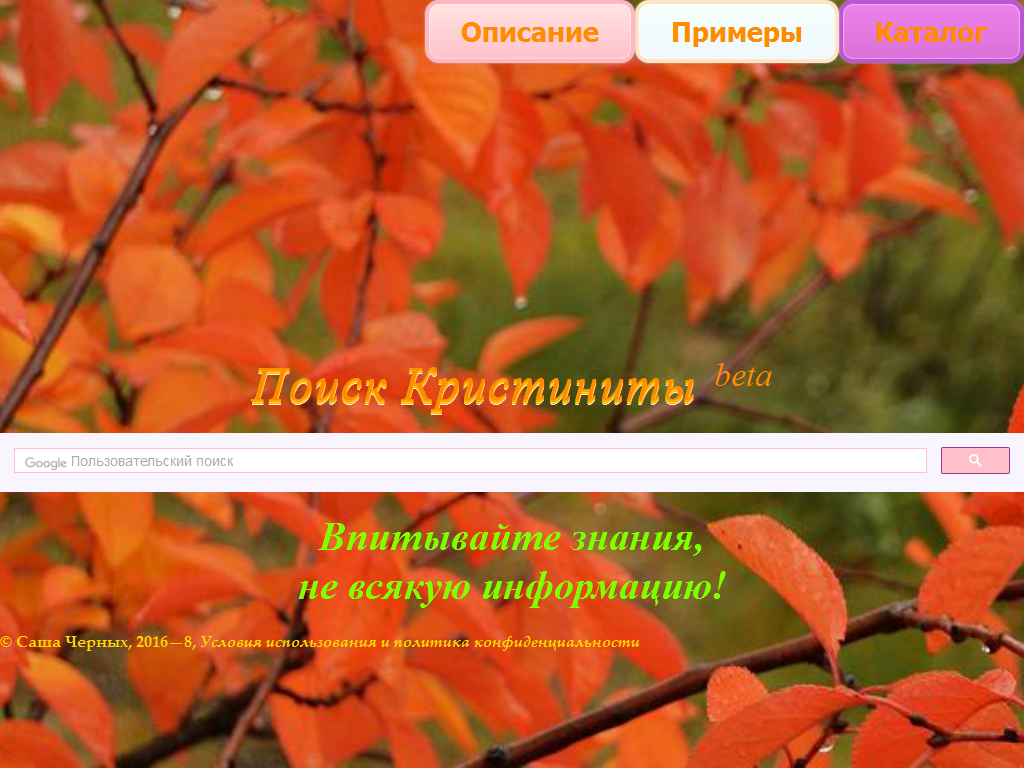 Описание Примеры Каталог
Поиск Кристиниты beta
Google Пользовательский поиск
Впитывайте знания,
не всякую информацию!
© Саша Черных, 2016—8, Условия использования и политика конфиденциальности